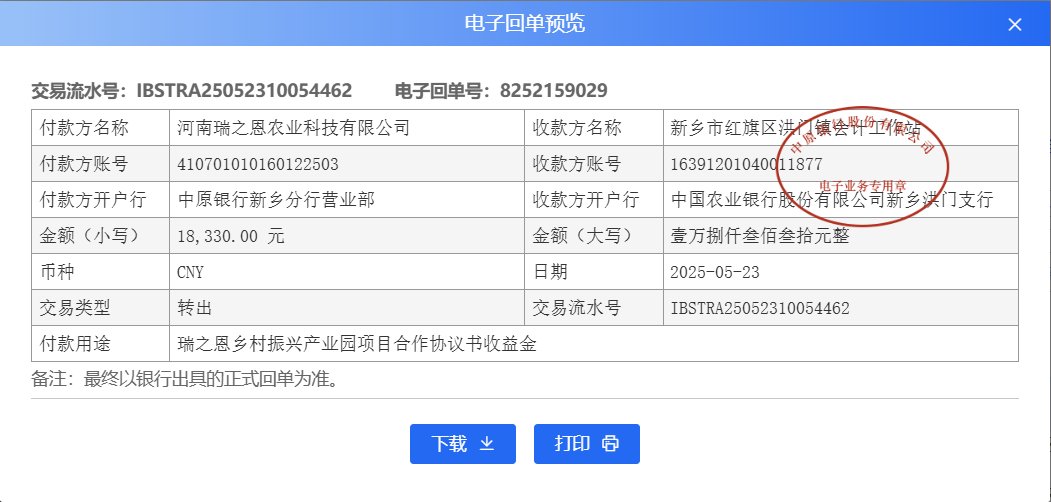 电子回单预览
交易流水号：IBSTRA25052310054462 电子回单号：8252159029
付款方名称 河南瑞之恩农业科技有限公司 收款方名称 新乡市红旗区洪门镇会计工作站
付款方账号 410701010160122503 收款方账号 16391201040011877
付款方开户行 中原银行新乡分行营业部 收款方开户行 中国农业银行股份有限公司新乡洪门支行
金额（小写） 18,330.00 元 金额（大写） 壹万捌仟叁佰叁拾元整
币种 CNY 日期 2025-05-23
交易类型 转出 交易流水号 IBSTRA25052310054462
付款用途 瑞之恩乡村振兴产业园项目合作协议书收益金
中原银行股份有限公司
电子业务专用章
备注：最终以银行出具的正式回单为准。
下载 打印